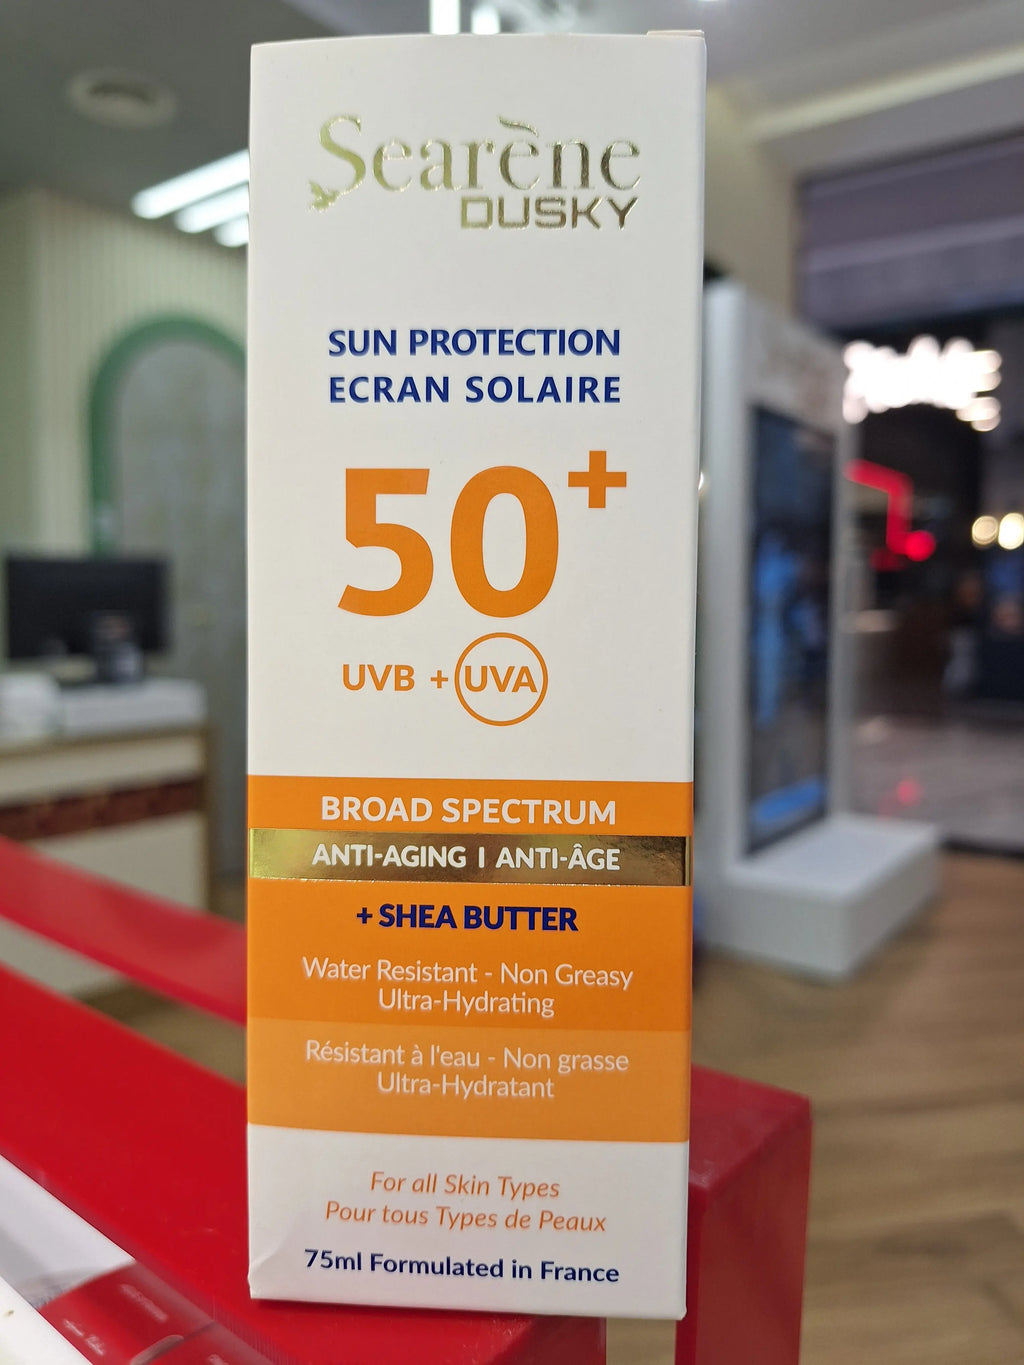 Searène
DUSKY
SUN PROTECTION
ECRAN SOLAIRE
50+
UVB + UVA
BROAD SPECTRUM
ANTI-AGING | ANTI-ÂGE
+ SHEA BUTTER
Water Resistant - Non Greasy
Ultra-Hydrating
Résistant à l'eau - Non grasse
Ultra-Hydratant
For all Skin Types
Pour tous Types de Peaux
75ml Formulated in France